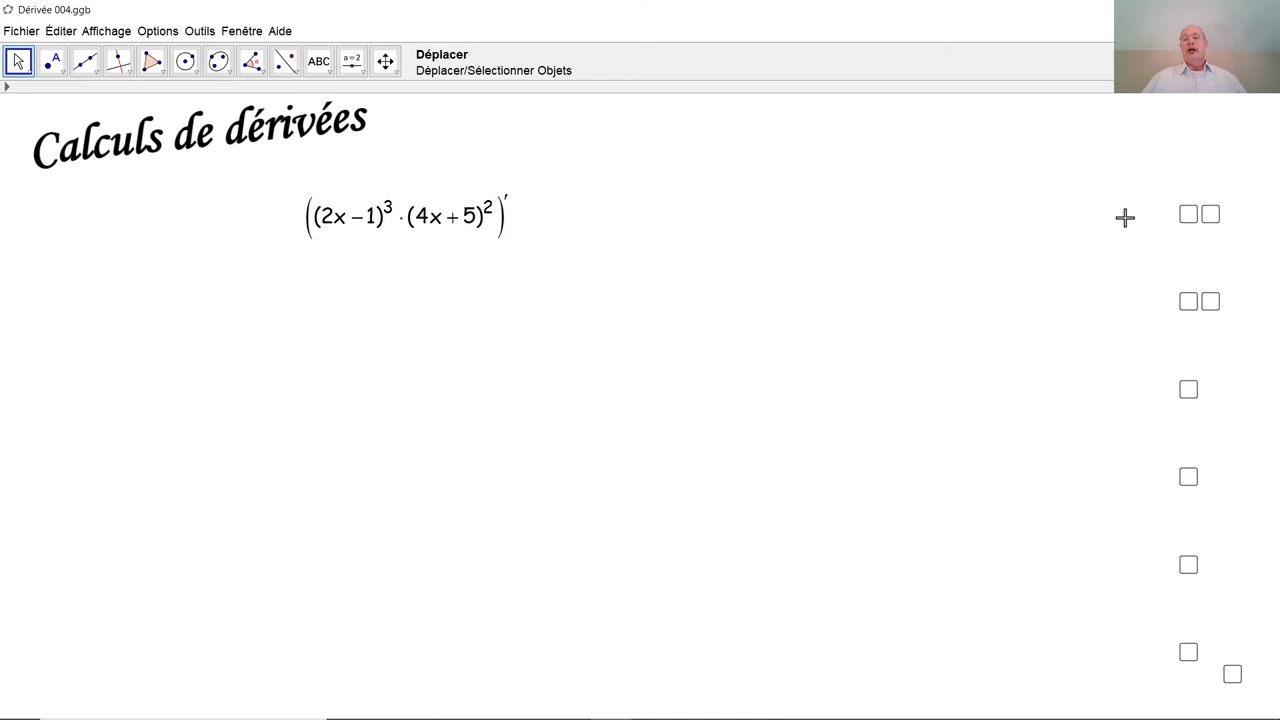 Dérivée 004.ggb
Fichier Éditer Affichage Options Outils Fenêtre Aide
A
α
ABC
a=2
Déplacer
Déplacer/Sélectionner Objets
Calculs de dérivées
((2x − 1)³ · (4x + 5)²)′